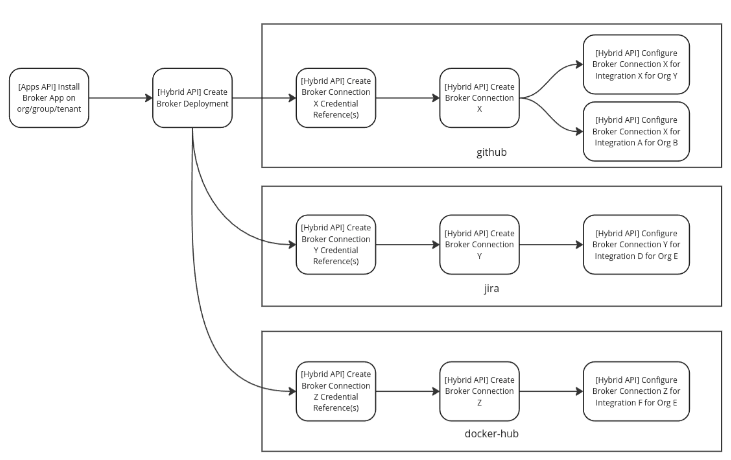 [Apps API] Install
Broker App on
org/group/tenant
[Hybrid API] Create
Broker Deployment
[Hybrid API] Create
Broker Connection
X Credential
Reference(s)
[Hybrid API] Create
Broker Connection
X
[Hybrid API] Configure
Broker Connection X for
Integration X for Org Y
[Hybrid API] Configure
Broker Connection X for
Integration A for Org B
github
[Hybrid API] Create
Broker Connection
Y Credential
Reference(s)
[Hybrid API] Create
Broker Connection
Y
[Hybrid API] Configure
Broker Connection Y for
Integration D for Org E
jira
[Hybrid API] Create
Broker Connection
Z Credential
Reference(s)
[Hybrid API] Create
Broker Connection
Z
[Hybrid API] Configure
Broker Connection Z for
Integration F for Org E
docker-hub